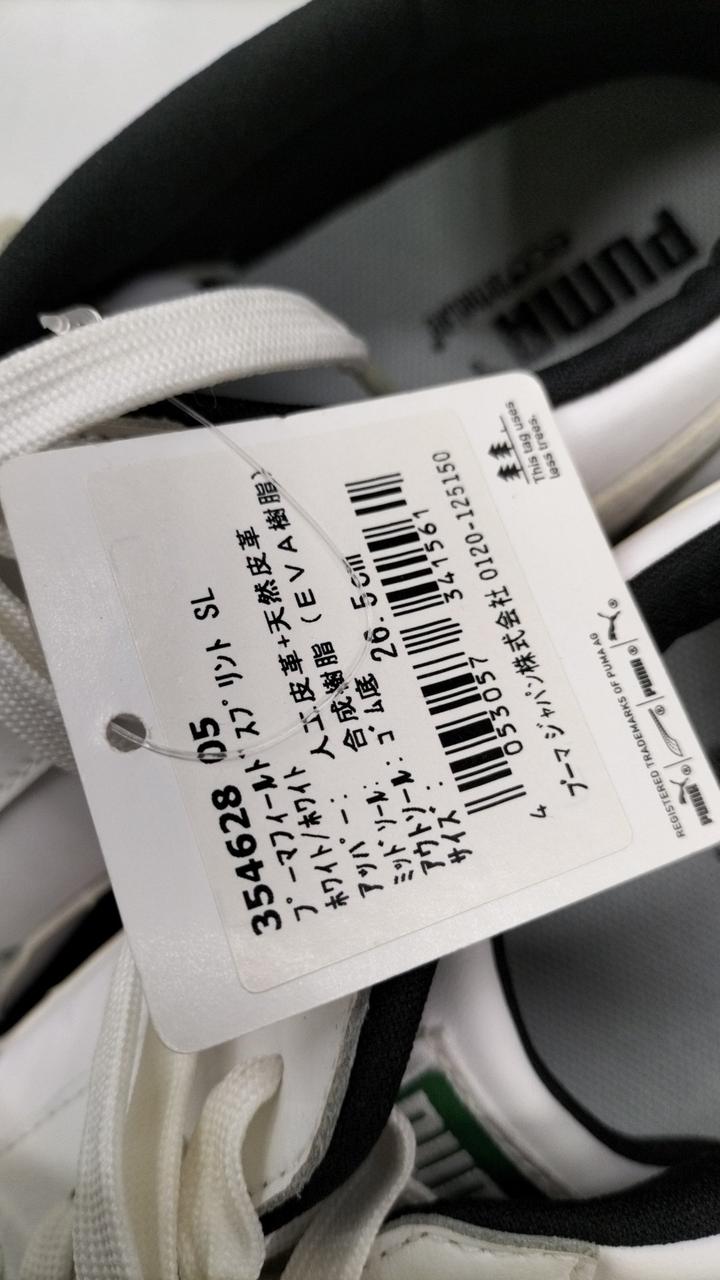 354628 05
プーマフィールド スプリント SL
ホワイト/ホワイト
アッパー: 人工皮革+天然皮革
ミッドソール: 合成樹脂(EVA樹脂)
アウトソール: ゴム底
サイズ: 26.5cm
4 053057 341561
プーマ ジャパン株式会社 0120-125150
This tag uses
less trees.
REGISTERED TRADEMARKS OF PUMA AG
PUMA® ® PUMA®
PUMA